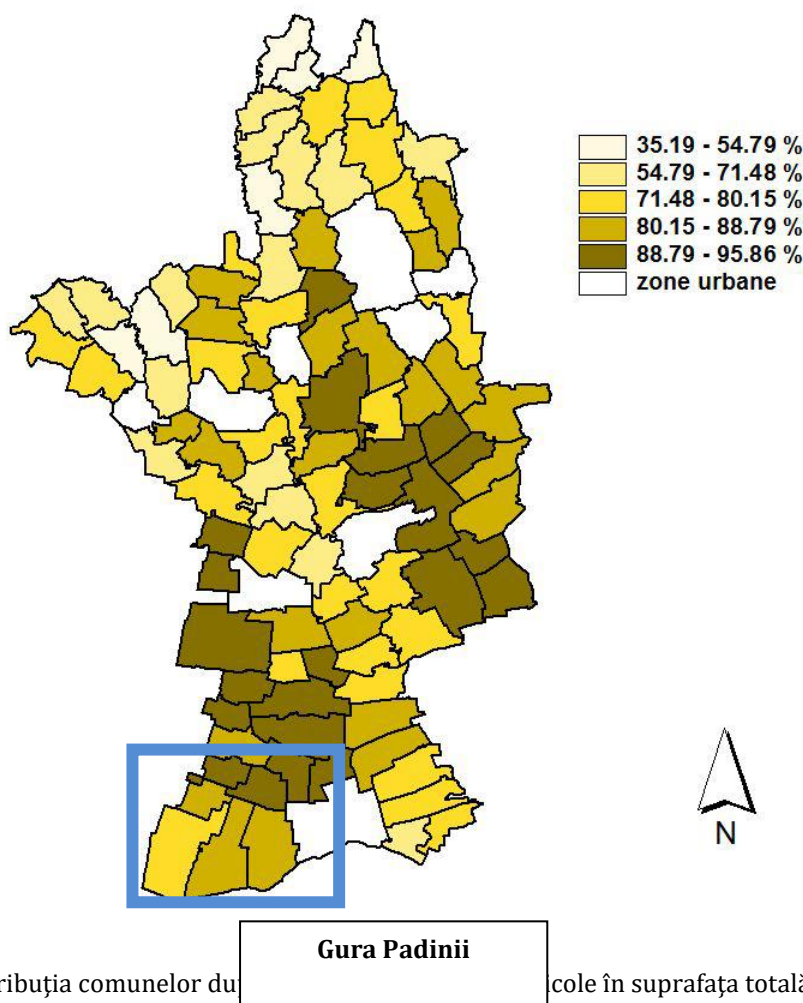 35.19 - 54.79 %
54.79 - 71.48 %
71.48 - 80.15 %
80.15 - 88.79 %
88.79 - 95.86 %
zone urbane
N
Gura Padinii
ribuţia comunelor du icole în suprafaţa totală